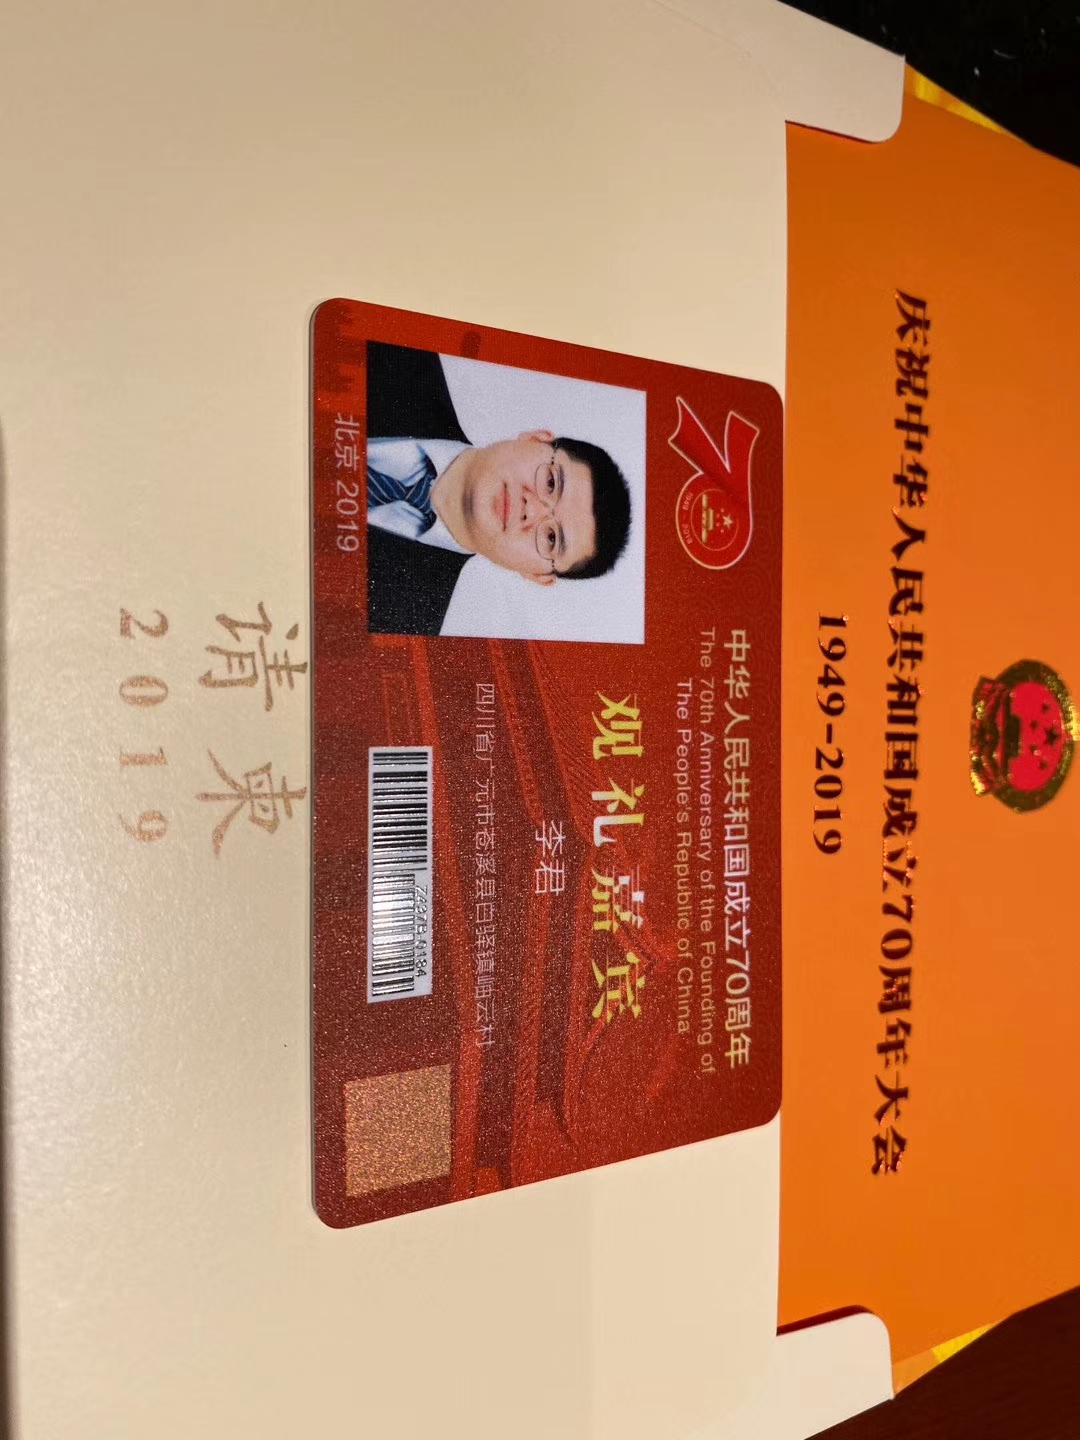 庆祝中华人民共和国成立70周年大会
1949-2019
中华人民共和国成立70周年
The 70th Anniversary of the Founding of
The People's Republic of China
观礼嘉宾
李君
四川省广元市苍溪县白驿镇岫云村
北京 2019
请柬
2019